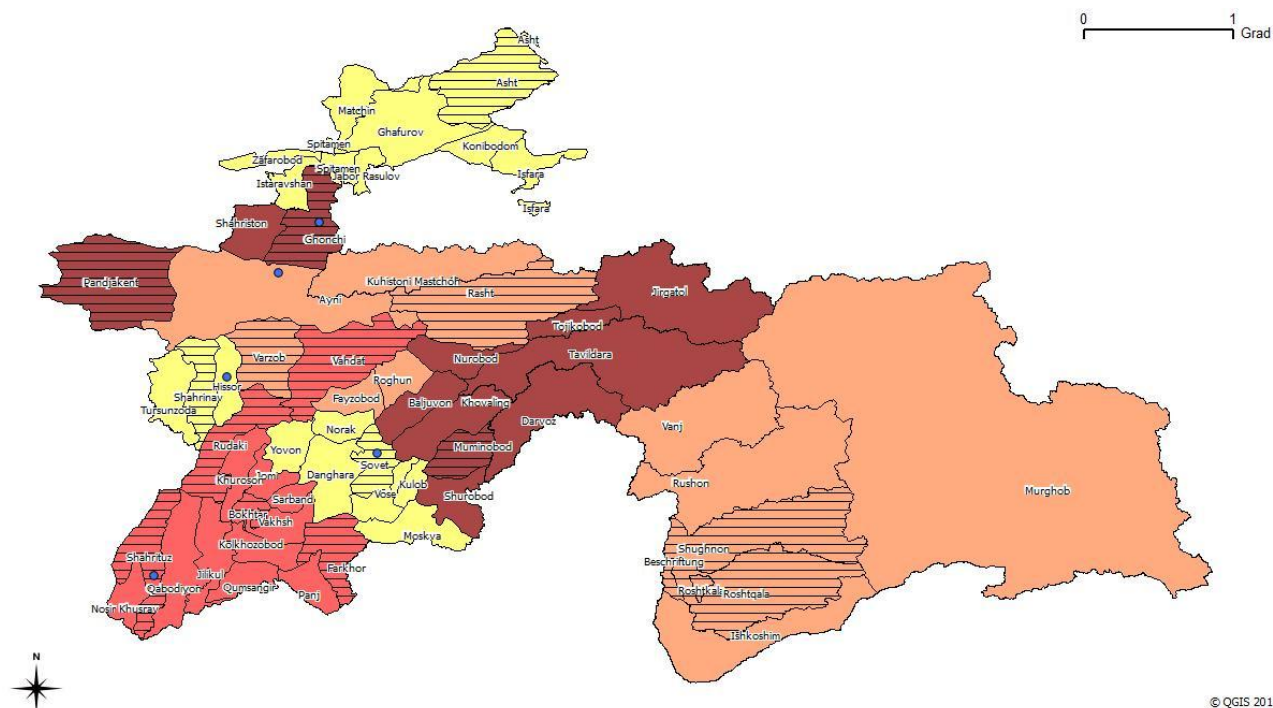 0 1
Grad
Asht
Asht
Matchin
Ghafurov
Spitamen
Konibodom
Zafarobod
Spitamen
Jabor Rasulov
Isfara
Istaravshan
Isfara
Shahriston
Ghonchi
Pandjakent
Kuhistoni Mastchoh
Rasht
Jirgatol
Ayni
Tojikobod
Varzob
Vahdat
Nurobod
Tavildara
Roghun
Hissor
Shahrinav
Fayzobod
Baljuvon
Khovaling
Tursunzoda
Darvoz
Norak
Vanj
Rudaki
Yovon
Muminobod
Sovet
Danghara
Khuroson
Jomi
Kulob
Rushon
Murghob
Sarband
Vose
Shurobod
Bokhtar
Vakhsh
Moskva
Kolkhozobod
Shughnon
Shahrituz
Beschriftung
Farkhor
Jilikul
Qabodiyon
Qumsangir
Panj
Roshtkala
Roshtqala
Nosir Khusrav
Ishkoshim
N
© QGIS 201